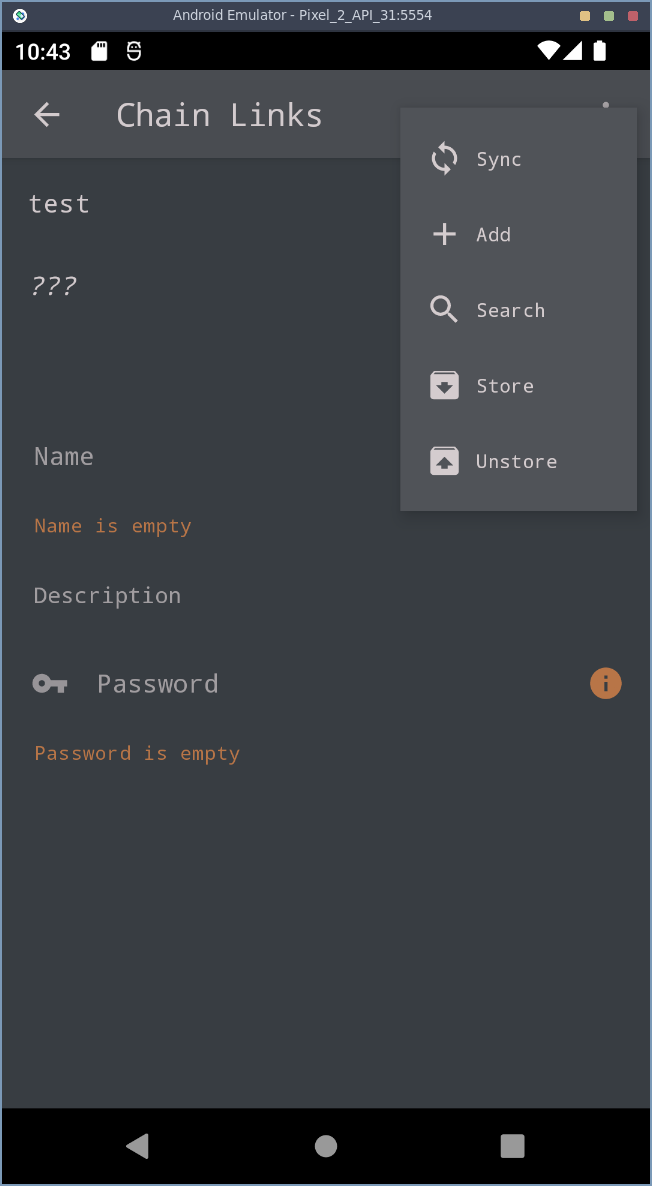 Android Emulator - Pixel_2_API_31:5554
10:43
Chain Links
Sync
test
Add
???
Search
Store
Name
Unstore
Name is empty
Description
Password
Password is empty